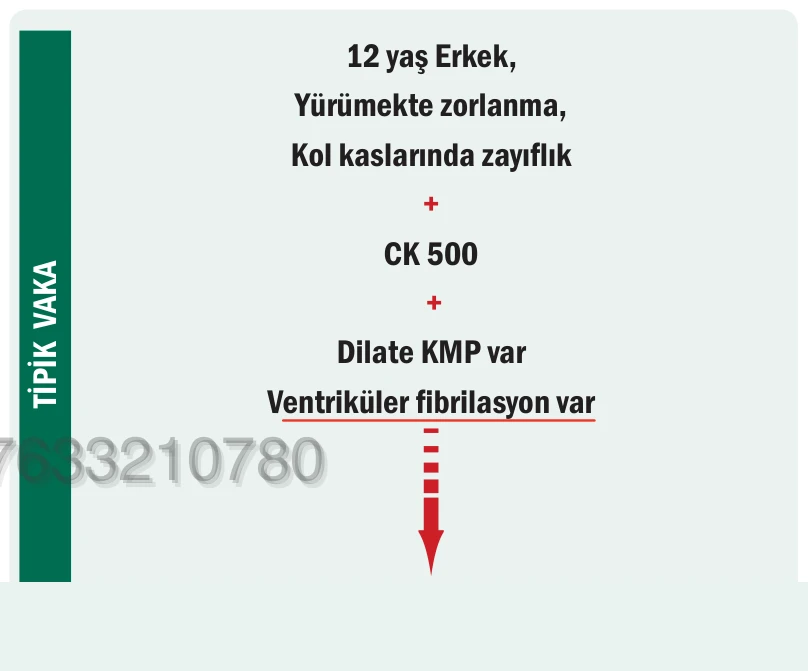 12 yaş Erkek,
Yürümekte zorlanma,
Kol kaslarında zayıflık
+
CK 500
+
Dilate KMP var
Ventriküler fibrilasyon var
TİPİK VAKA
7633210780